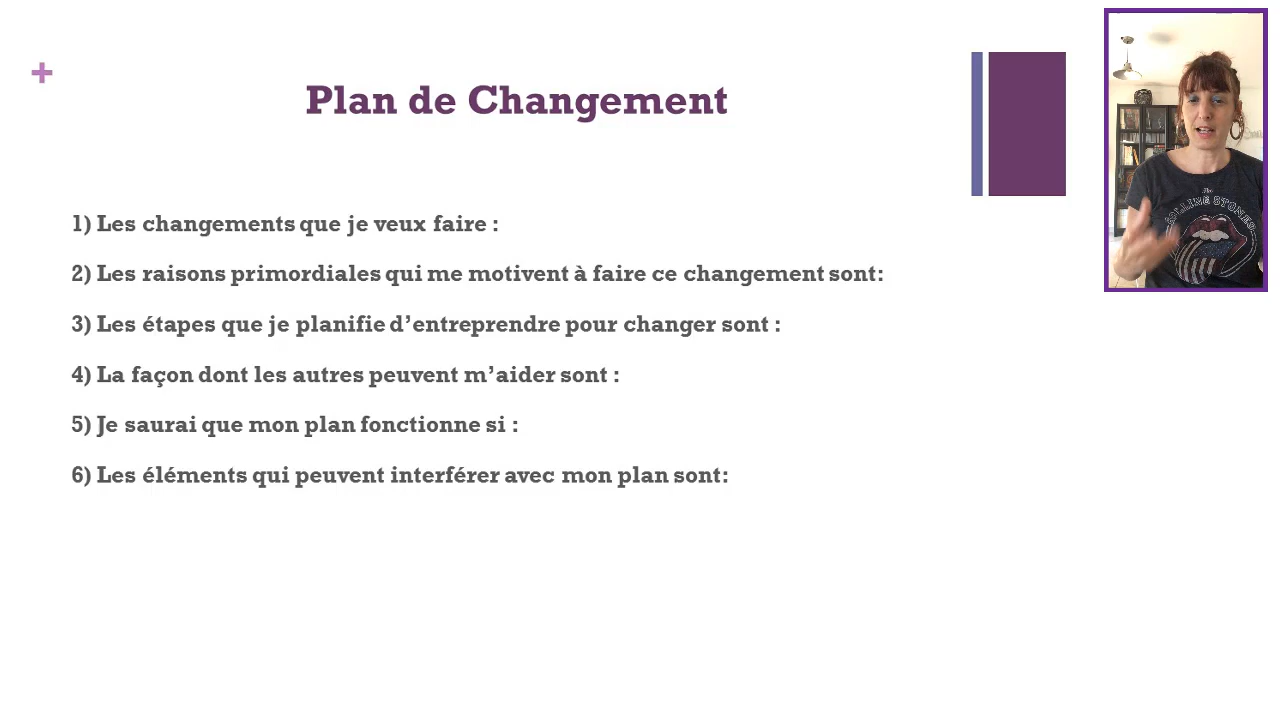 Plan de Changement
1) Les changements que je veux faire :
2) Les raisons primordiales qui me motivent à faire ce changement sont:
3) Les étapes que je planifie d’entreprendre pour changer sont :
4) La façon dont les autres peuvent m’aider sont :
5) Je saurai que mon plan fonctionne si :
6) Les éléments qui peuvent interférer avec mon plan sont:
The
ROLLING STONES